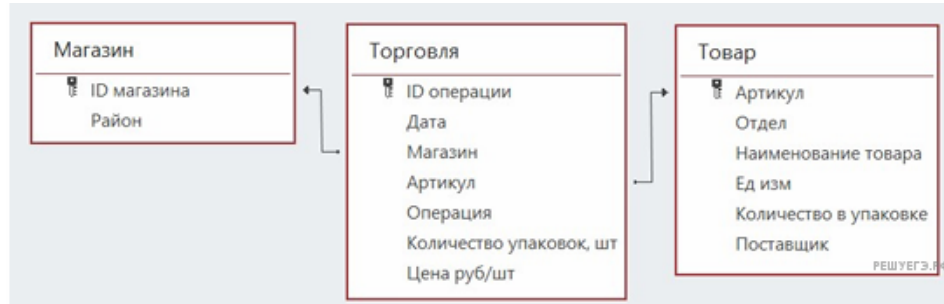 Магазин
ID магазина
Район
Торговля
ID операции
Дата
Магазин
Артикул
Операция
Количество упаковок, шт
Цена руб/шт
Товар
Артикул
Отдел
Наименование товара
Ед изм
Количество в упаковке
Поставщик